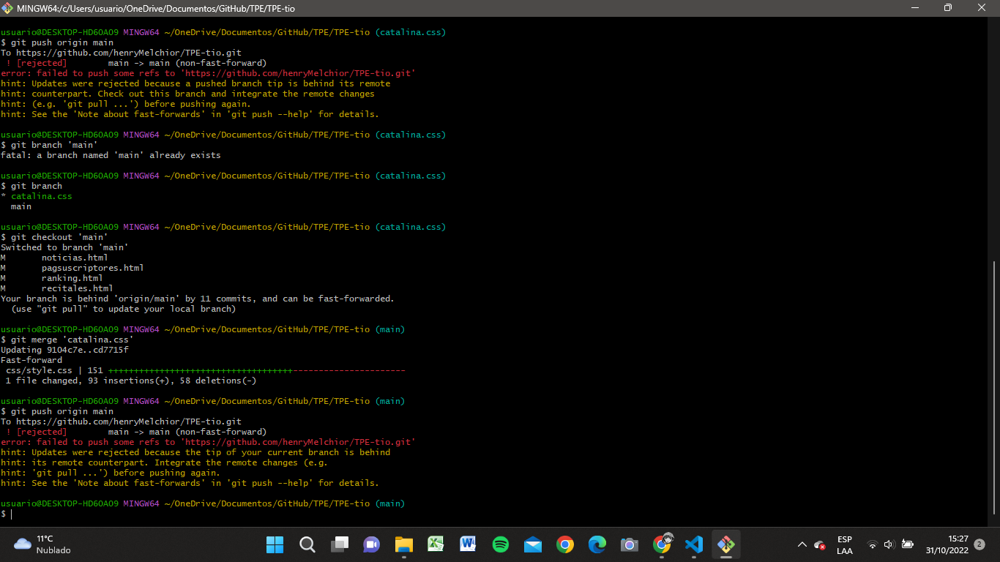 MINGW64:/c/Users/usuario/OneDrive/Documentos/GitHub/TPE/TPE-tio
usuario@DESKTOP-HD6OAO9 MINGW64 ~/OneDrive/Documentos/GitHub/TPE/TPE-tio (catalina.css)
$ git push origin main
To https://github.com/henryMelchior/TPE-tio.git
! [rejected] main -> main (non-fast-forward)
error: failed to push some refs to 'https://github.com/henryMelchior/TPE-tio.git'
hint: Updates were rejected because a pushed branch tip is behind its remote
hint: counterpart. Check out this branch and integrate the remote changes
hint: (e.g. 'git pull ...') before pushing again.
hint: See the 'Note about fast-forwards' in 'git push --help' for details.
usuario@DESKTOP-HD6OAO9 MINGW64 ~/OneDrive/Documentos/GitHub/TPE/TPE-tio (catalina.css)
$ git branch 'main'
fatal: a branch named 'main' already exists
usuario@DESKTOP-HD6OAO9 MINGW64 ~/OneDrive/Documentos/GitHub/TPE/TPE-tio (catalina.css)
$ git branch
* catalina.css
main
usuario@DESKTOP-HD6OAO9 MINGW64 ~/OneDrive/Documentos/GitHub/TPE/TPE-tio (catalina.css)
$ git checkout 'main'
Switched to branch 'main'
M noticias.html
M pagsuscriptores.html
M ranking.html
M recitales.html
Your branch is behind 'origin/main' by 11 commits, and can be fast-forwarded.
(use "git pull" to update your local branch)
usuario@DESKTOP-HD6OAO9 MINGW64 ~/OneDrive/Documentos/GitHub/TPE/TPE-tio (main)
$ git merge 'catalina.css'
Updating 9104c7e..cd7715f
Fast-forward
css/style.css | 151 ++++++++++++++++++++++++++++++++++++----------------------
1 file changed, 93 insertions(+), 58 deletions(-)
usuario@DESKTOP-HD6OAO9 MINGW64 ~/OneDrive/Documentos/GitHub/TPE/TPE-tio (main)
$ git push origin main
To https://github.com/henryMelchior/TPE-tio.git
! [rejected] main -> main (non-fast-forward)
error: failed to push some refs to 'https://github.com/henryMelchior/TPE-tio.git'
hint: Updates were rejected because the tip of your current branch is behind
hint: its remote counterpart. Integrate the remote changes (e.g.
hint: 'git pull ...') before pushing again.
hint: See the 'Note about fast-forwards' in 'git push --help' for details.
usuario@DESKTOP-HD6OAO9 MINGW64 ~/OneDrive/Documentos/GitHub/TPE/TPE-tio (main)
$
11°C
Nublado
ESP
LAA
15:27
31/10/2022
2